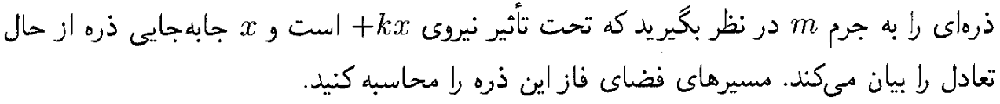 ذره‌ای را به جرم m در نظر بگیرید که تحت تأثیر نیروی +kx است و x جابه‌جایی ذره از حال
تعادل را بیان می‌کند. مسیرهای فضای فاز این ذره را محاسبه کنید.